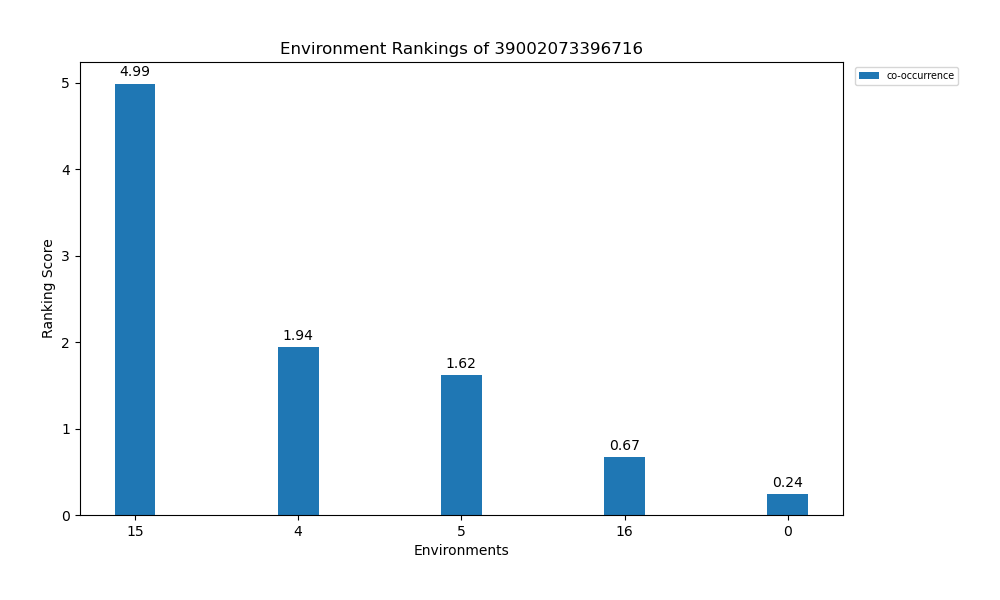 Environment Rankings of 39002073396716
co-occurrence
4.99
1.94
1.62
0.67
0.24
Ranking Score
5
4
3
2
1
0
15 4 5 16 0
Environments